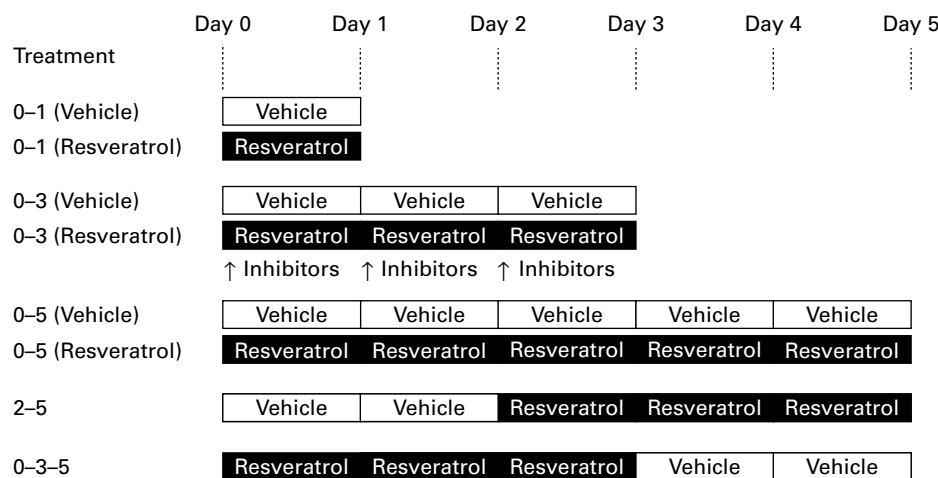 Day 0 Day 1 Day 2 Day 3 Day 4 Day 5
Treatment
0–1 (Vehicle) Vehicle
0–1 (Resveratrol) Resveratrol
0–3 (Vehicle) Vehicle Vehicle Vehicle
0–3 (Resveratrol) Resveratrol Resveratrol Resveratrol
↑ Inhibitors ↑ Inhibitors ↑ Inhibitors
0–5 (Vehicle) Vehicle Vehicle Vehicle Vehicle Vehicle
0–5 (Resveratrol) Resveratrol Resveratrol Resveratrol Resveratrol Resveratrol
2–5 Vehicle Vehicle Resveratrol Resveratrol Resveratrol
0–3–5 Resveratrol Resveratrol Resveratrol Vehicle Vehicle